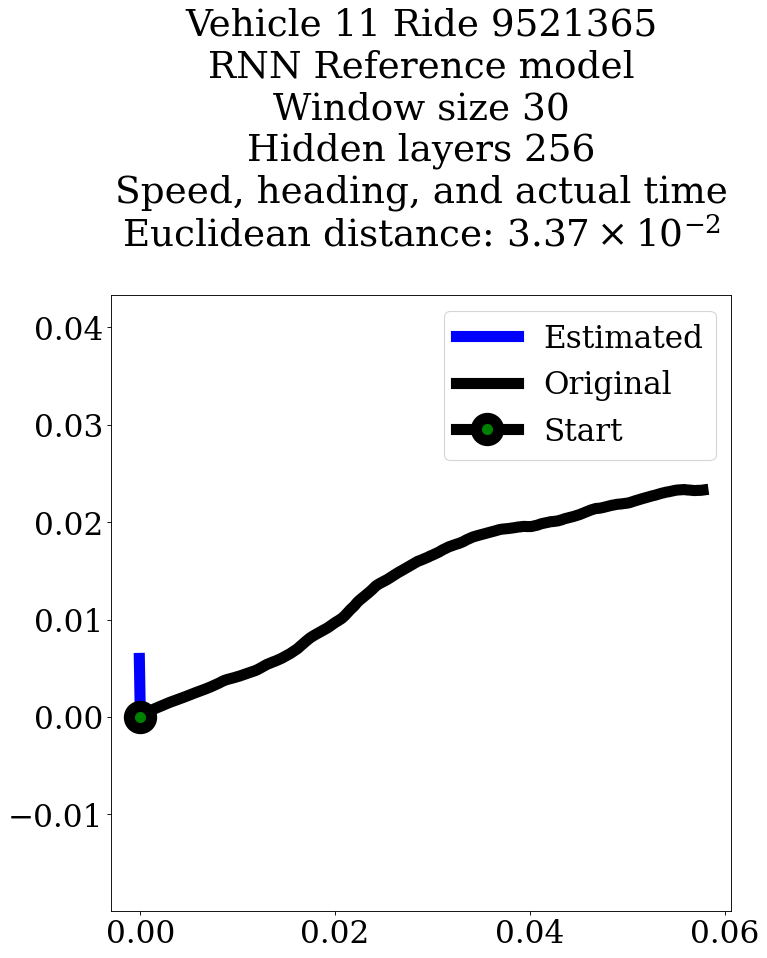 Vehicle 11 Ride 9521365
RNN Reference model
Window size 30
Hidden layers 256
Speed, heading, and actual time
Euclidean distance: 3.37 × 10⁻²
Estimated
Original
Start
0.04
0.03
0.02
0.01
0.00
−0.01
0.00 0.02 0.04 0.06